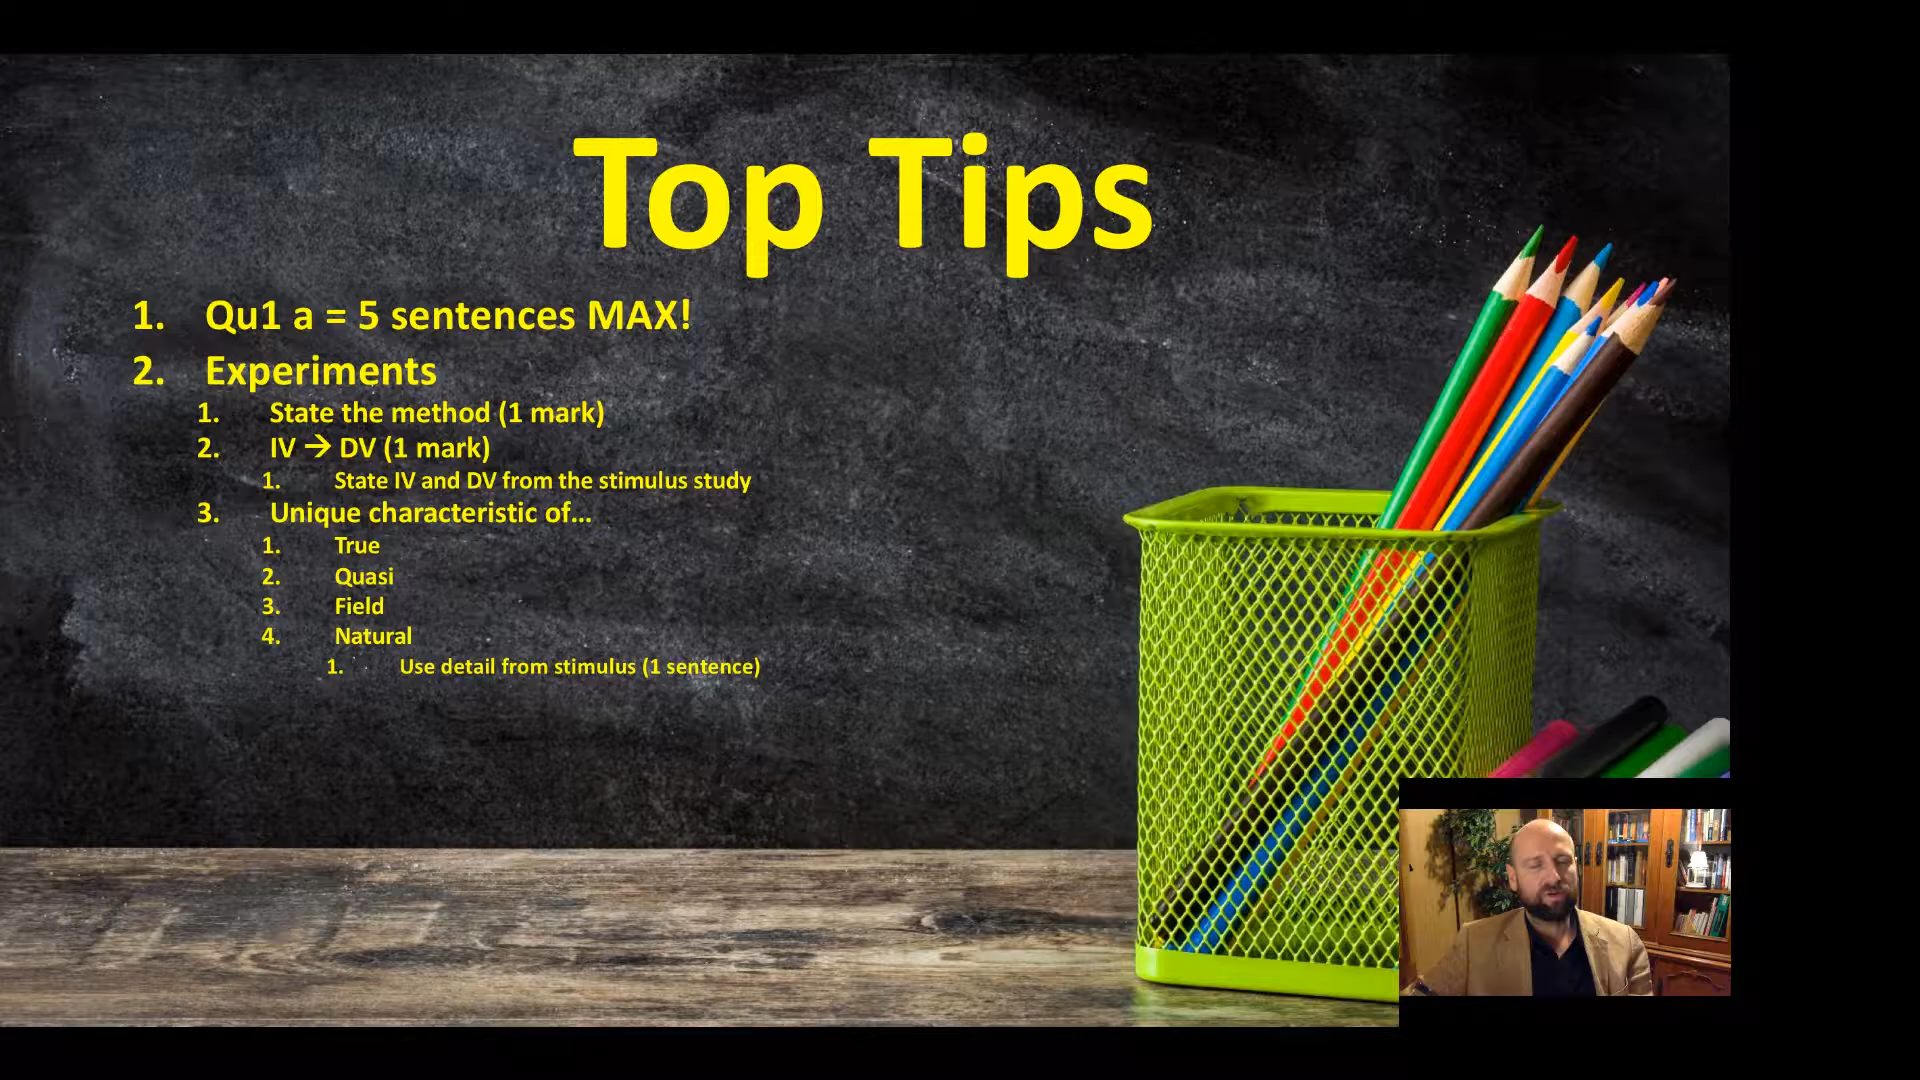 Top Tips
1. Qu1 a = 5 sentences MAX!
2. Experiments
1. State the method (1 mark)
2. IV → DV (1 mark)
1. State IV and DV from the stimulus study
3. Unique characteristic of...
1. True
2. Quasi
3. Field
4. Natural
1. Use detail from stimulus (1 sentence)